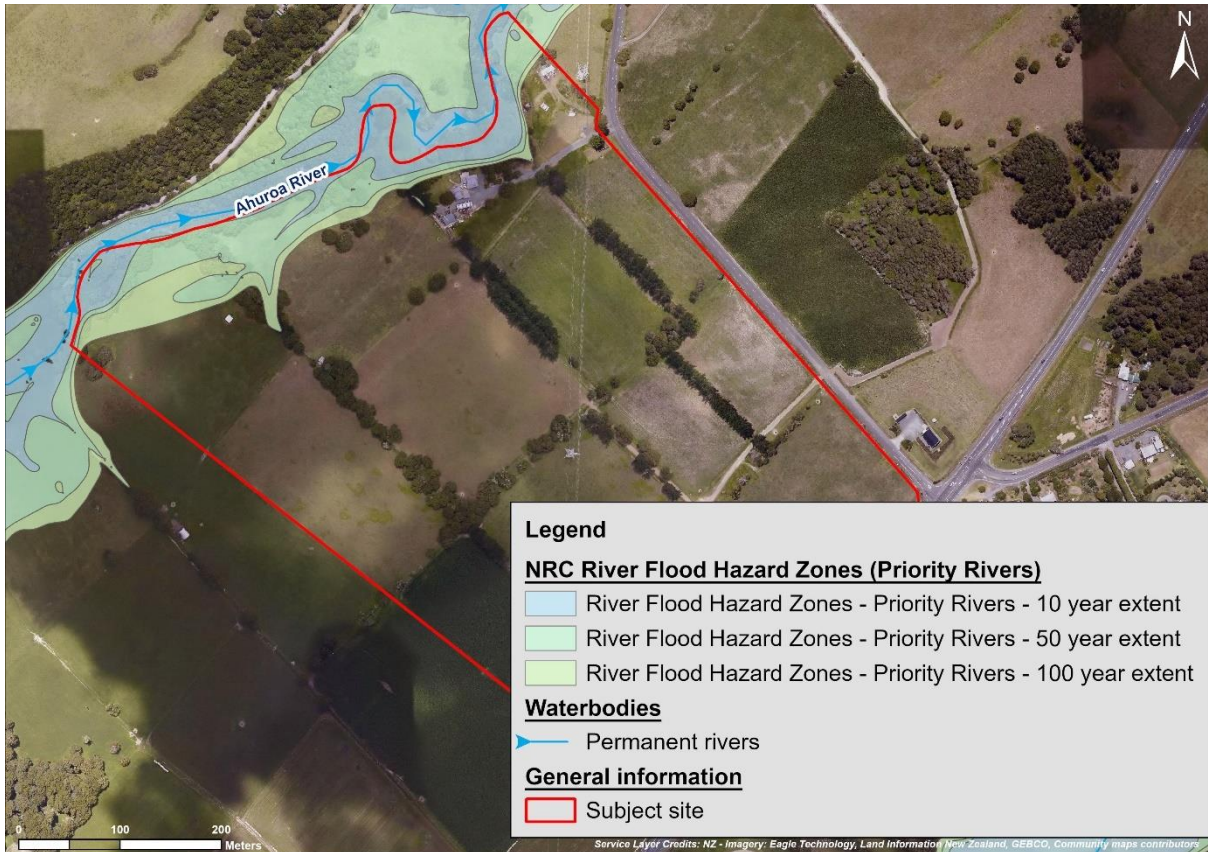 N
Ahuroa River
Legend
NRC River Flood Hazard Zones (Priority Rivers)
River Flood Hazard Zones - Priority Rivers - 10 year extent
River Flood Hazard Zones - Priority Rivers - 50 year extent
River Flood Hazard Zones - Priority Rivers - 100 year extent
Waterbodies
Permanent rivers
General information
Subject site
0 100 200
Meters
Service Layer Credits: NZ - Imagery: Eagle Technology, Land Information New Zealand, GEBCO, Community maps contributors